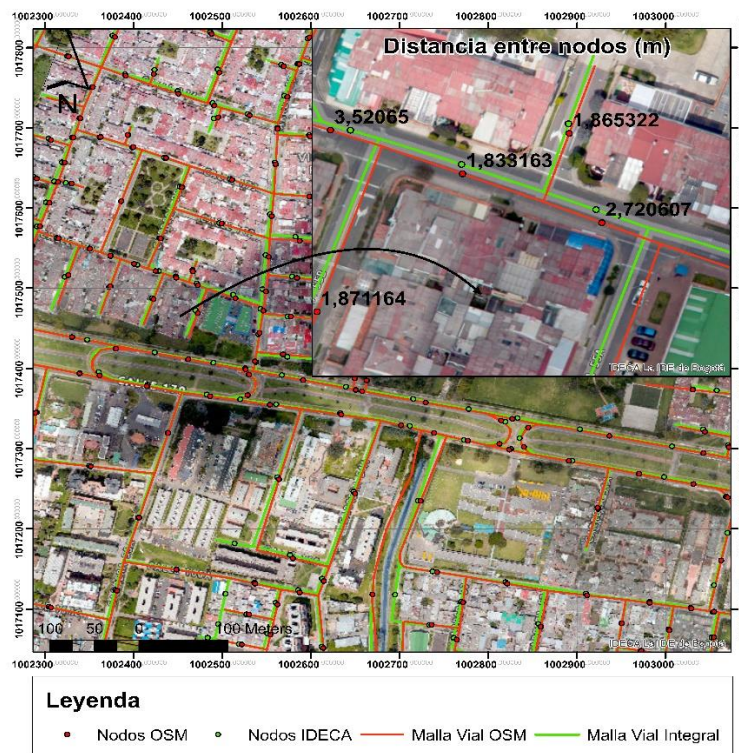 1002300 1002400 1002500 1002600 1002700 1002800 1002900 1003000
1017800
1017700
1017600
1017500
1017400
1017300
1017200
1017100
N
Distancia entre nodos (m)
3,52065
1,865322
1,833163
2,720607
1,871164
IDECA La IDE de Bogotá
IDECA La IDE de Bogotá
100 50 0 100 Meters
1002300 1002400 1002500 1002600 1002700 1002800 1002900 1003000
Leyenda
Nodos OSM Nodos IDECA Malla Vial OSM Malla Vial Integral